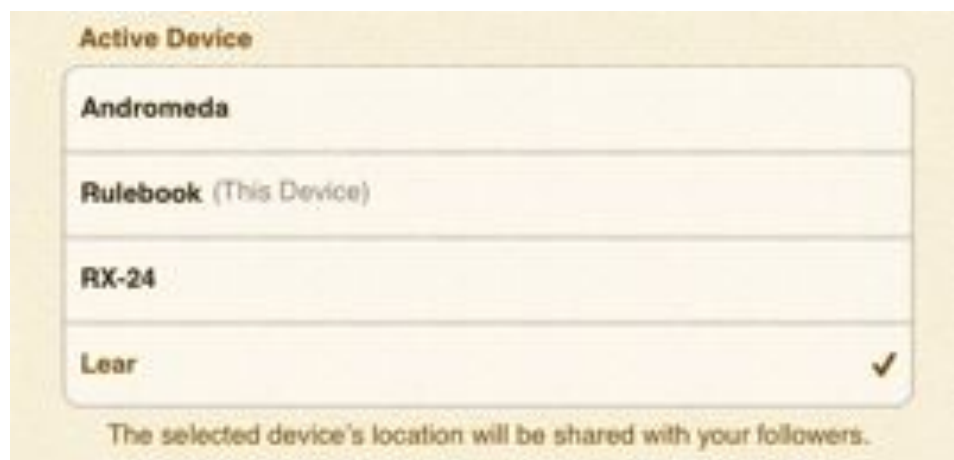 Active Device
Andromeda
Rulebook (This Device)
RX-24
Lear
The selected device's location will be shared with your followers.